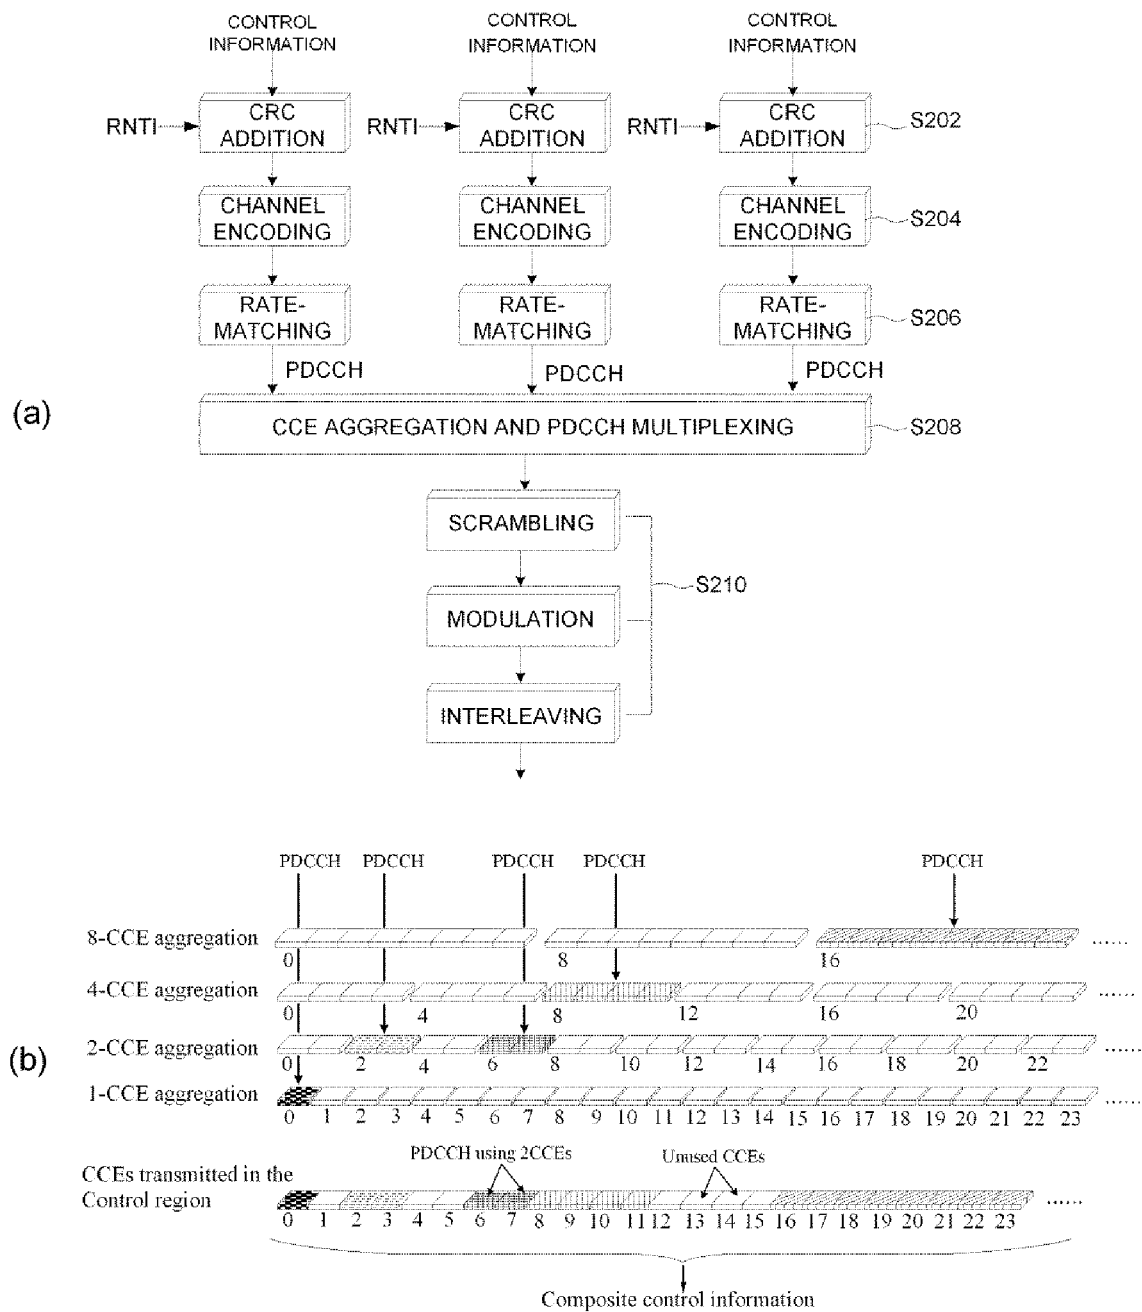 CONTROL INFORMATION
CONTROL INFORMATION
CONTROL INFORMATION
RNTI
CRC ADDITION
RNTI
CRC ADDITION
RNTI
CRC ADDITION
S202
CHANNEL ENCODING
CHANNEL ENCODING
CHANNEL ENCODING
S204
RATE-MATCHING
RATE-MATCHING
RATE-MATCHING
S206
PDCCH
PDCCH
PDCCH
(a)
CCE AGGREGATION AND PDCCH MULTIPLEXING
S208
SCRAMBLING
MODULATION
S210
INTERLEAVING
PDCCH PDCCH PDCCH PDCCH PDCCH
8-CCE aggregation ......
0 8 16
4-CCE aggregation ......
0 4 8 12 16 20
(b)
2-CCE aggregation ......
0 2 4 6 8 10 12 14 16 18 20 22
1-CCE aggregation ......
0 1 2 3 4 5 6 7 8 9 10 11 12 13 14 15 16 17 18 19 20 21 22 23
PDCCH using 2CCEs Unused CCEs
CCEs transmitted in the
Control region ......
0 1 2 3 4 5 6 7 8 9 10 11 12 13 14 15 16 17 18 19 20 21 22 23
Composite control information